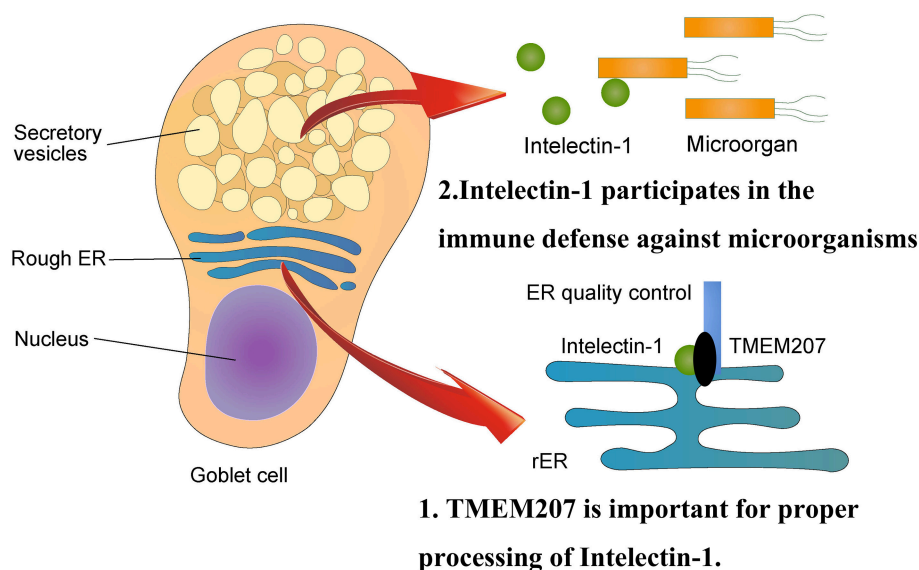 Secretory
vesicles
Rough ER
Nucleus
Goblet cell
Intelectin-1
Microorgan
2.Intelectin-1 participates in the
immune defense against microorganisms
ER quality control
Intelectin-1
TMEM207
rER
1. TMEM207 is important for proper
processing of Intelectin-1.